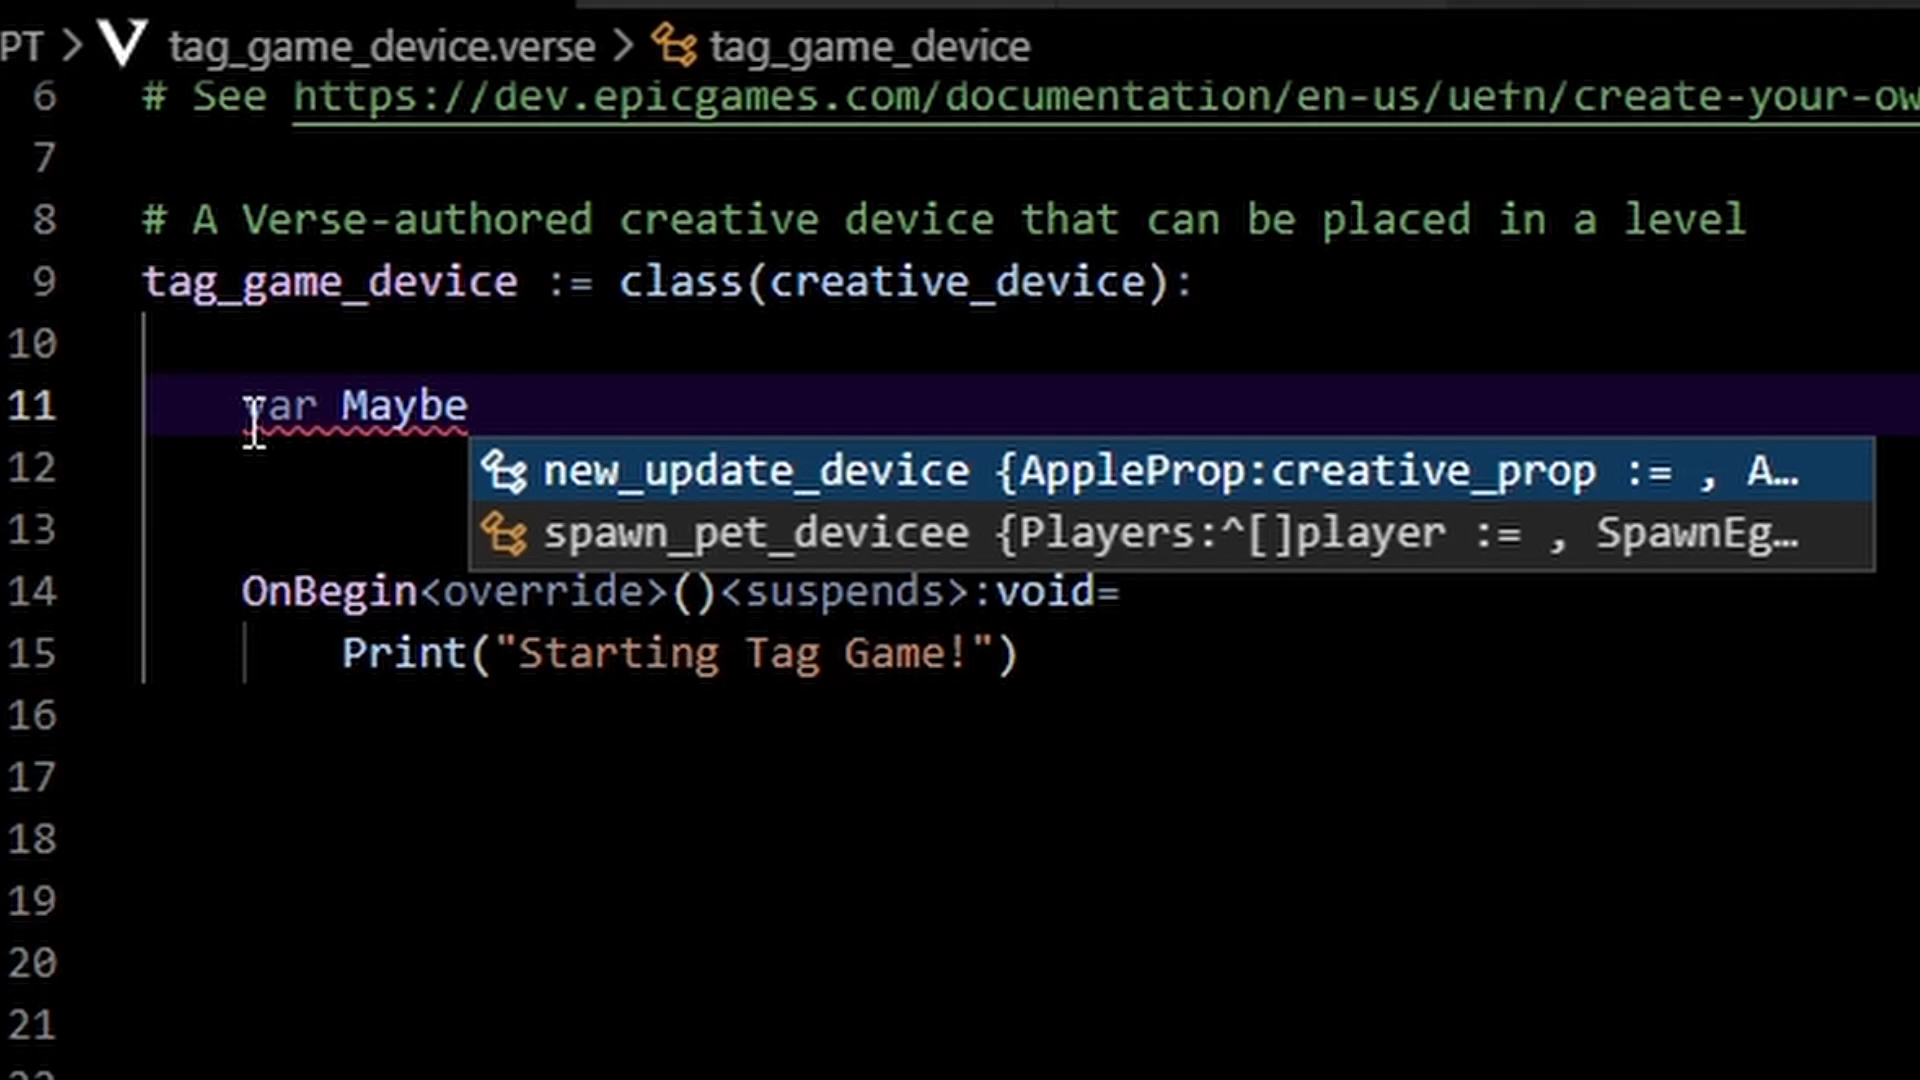 PT > tag_game_device.verse > tag_game_device
6 # See https://dev.epicgames.com/documentation/en-us/uefn/create-your-ow
7
8 # A Verse-authored creative device that can be placed in a level
9 tag_game_device := class(creative_device):
10
11 var Maybe
12 new_update_device {AppleProp:creative_prop := , A…
13 spawn_pet_devicee {Players:^[]player := , SpawnEg…
14 OnBegin<override>()<suspends>:void=
15 Print("Starting Tag Game!")
16
17
18
19
20
21
22